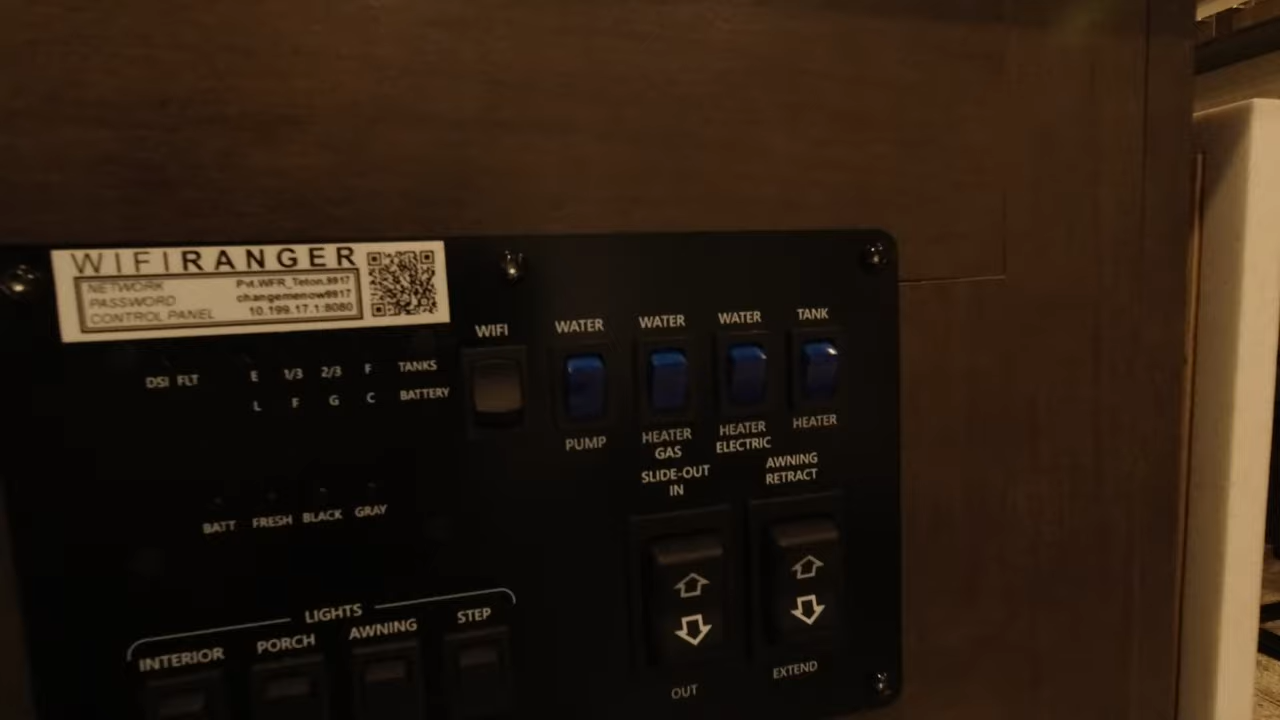 WIFIRANGER
NETWORK Pvt.WFR_Teton.9917
PASSWORD changemenow9917
CONTROL PANEL 10.199.17.1:8080
WIFI
WATER
WATER
WATER
TANK
DSI FLT
E 1/3 2/3 F TANKS
L F G C BATTERY
PUMP
HEATER
GAS
HEATER
ELECTRIC
HEATER
SLIDE-OUT
IN
AWNING
RETRACT
BATT FRESH BLACK GRAY
LIGHTS
INTERIOR PORCH AWNING STEP
OUT
EXTEND